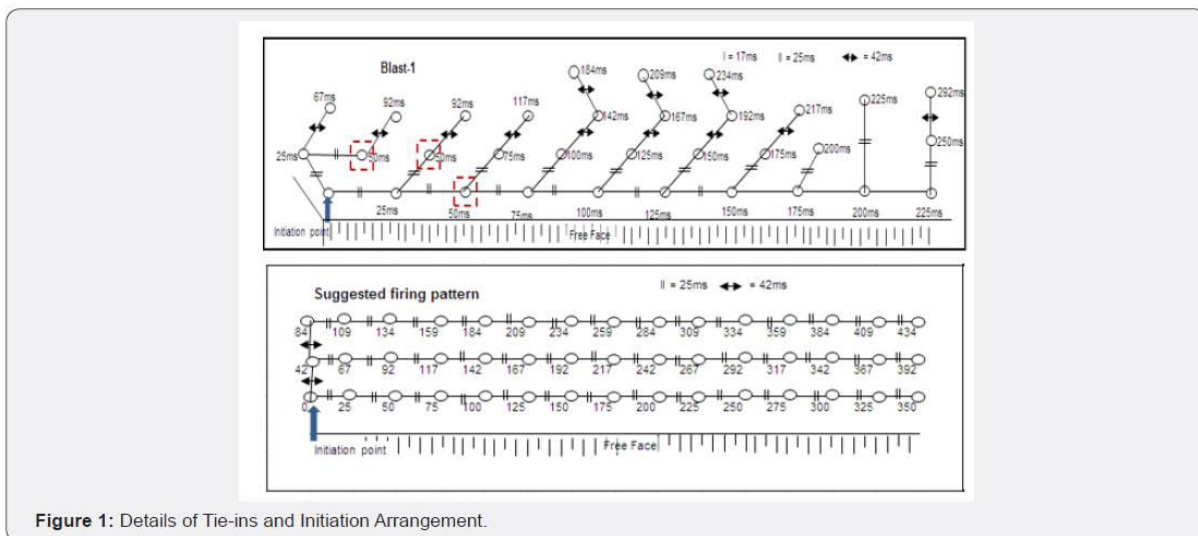 Blast-1
I = 17ms II = 25ms = 42ms
184ms 209ms 234ms
67ms 92ms 92ms 117ms 142ms 167ms 192ms 217ms 225ms 292ms
25ms 50ms 50ms 75ms 100ms 125ms 150ms 175ms 200ms 250ms
25ms 50ms 75ms 100ms 125ms 150ms 175ms 200ms 225ms
Initiation point Free Face
Suggested firing pattern
II = 25ms = 42ms
84 109 134 159 184 209 234 259 284 309 334 359 384 409 434
42 67 92 117 142 167 192 217 242 267 292 317 342 367 392
0 25 50 75 100 125 150 175 200 225 250 275 300 325 350
Initiation point Free Face
Figure 1: Details of Tie-ins and Initiation Arrangement.